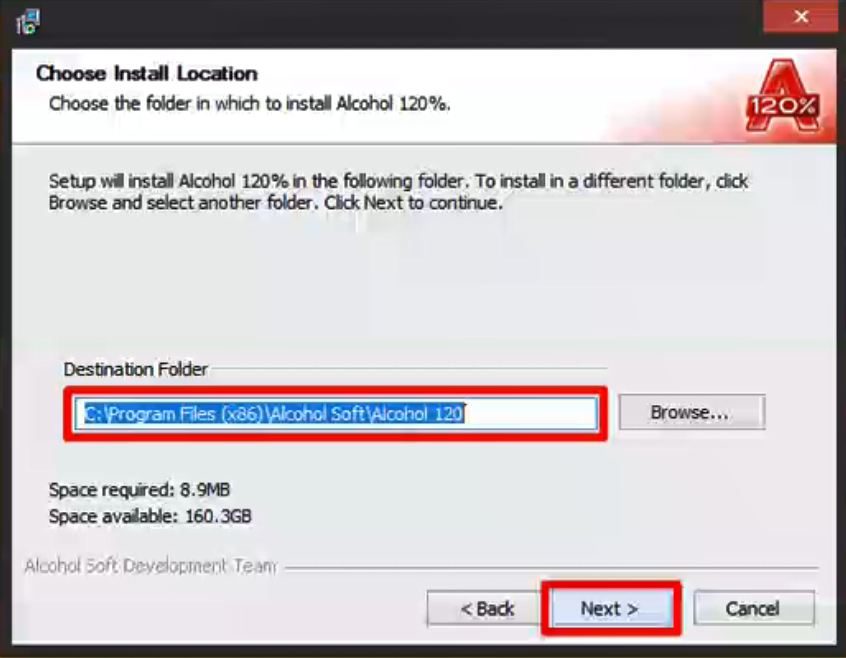 Choose Install Location
Choose the folder in which to install Alcohol 120%.
120%
Setup will install Alcohol 120% in the following folder. To install in a different folder, click
Browse and select another folder. Click Next to continue.
Destination Folder
C:\Program Files (x86)\Alcohol Soft\Alcohol 120
Browse...
Space required: 8.9MB
Space available: 160.3GB
Alcohol Soft Development Team
< Back
Next >
Cancel